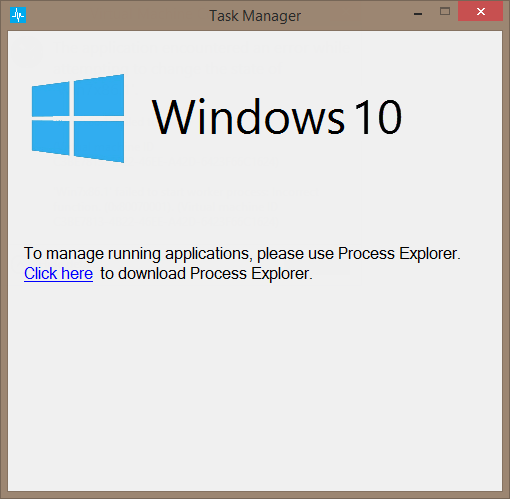 Task Manager
Windows 10
To manage running applications, please use Process Explorer.
Click here to download Process Explorer.